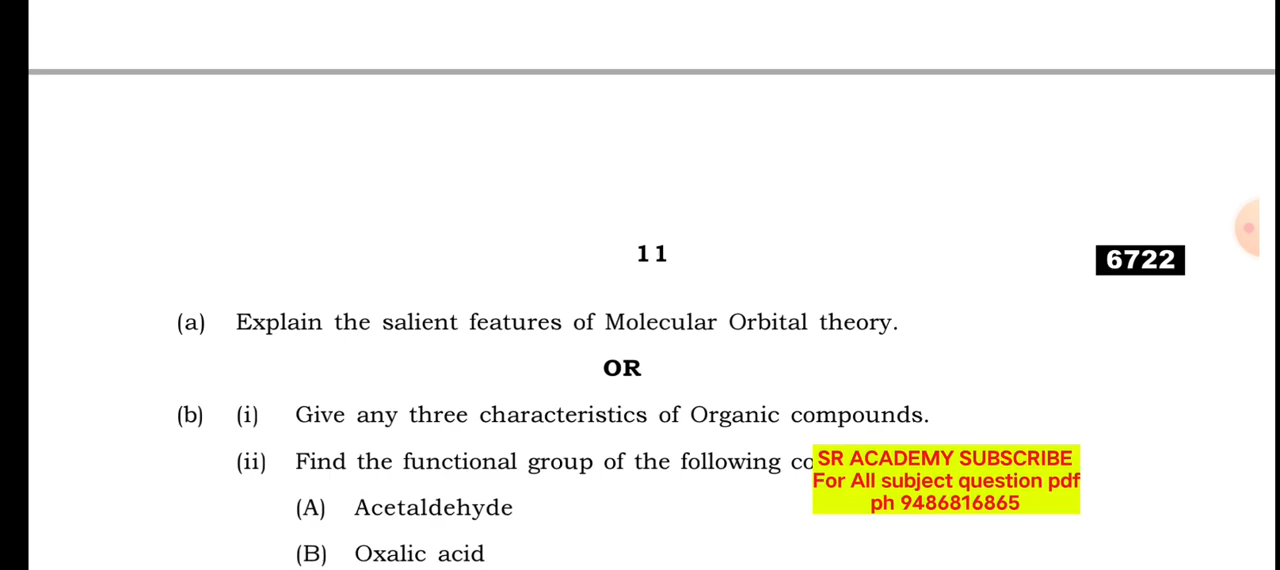 11
6722
(a) Explain the salient features of Molecular Orbital theory.
OR
(b) (i) Give any three characteristics of Organic compounds.
(ii) Find the functional group of the following
SR ACADEMY SUBSCRIBE
For All subject question pdf
ph 9486816865
(A) Acetaldehyde
(B) Oxalic acid